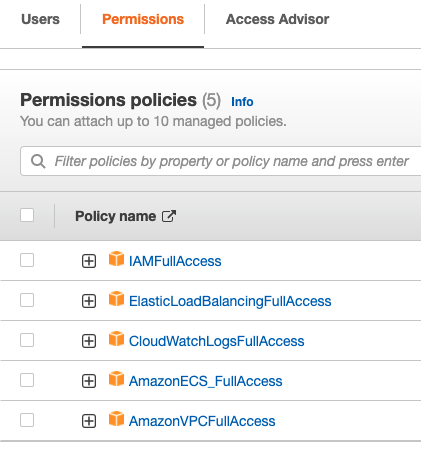 Users Permissions Access Advisor
Permissions policies (5) Info
You can attach up to 10 managed policies.
Filter policies by property or policy name and press enter
Policy name
IAMFullAccess
ElasticLoadBalancingFullAccess
CloudWatchLogsFullAccess
AmazonECS_FullAccess
AmazonVPCFullAccess